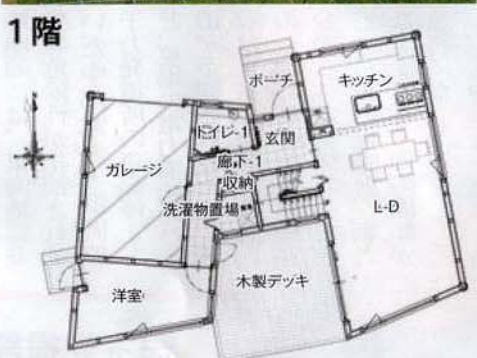 1階
N
ポーチ
キッチン
トイレ-1
玄関
ガレージ
廊下-1
収納
洗濯物置場
L-D
木製デッキ
洋室